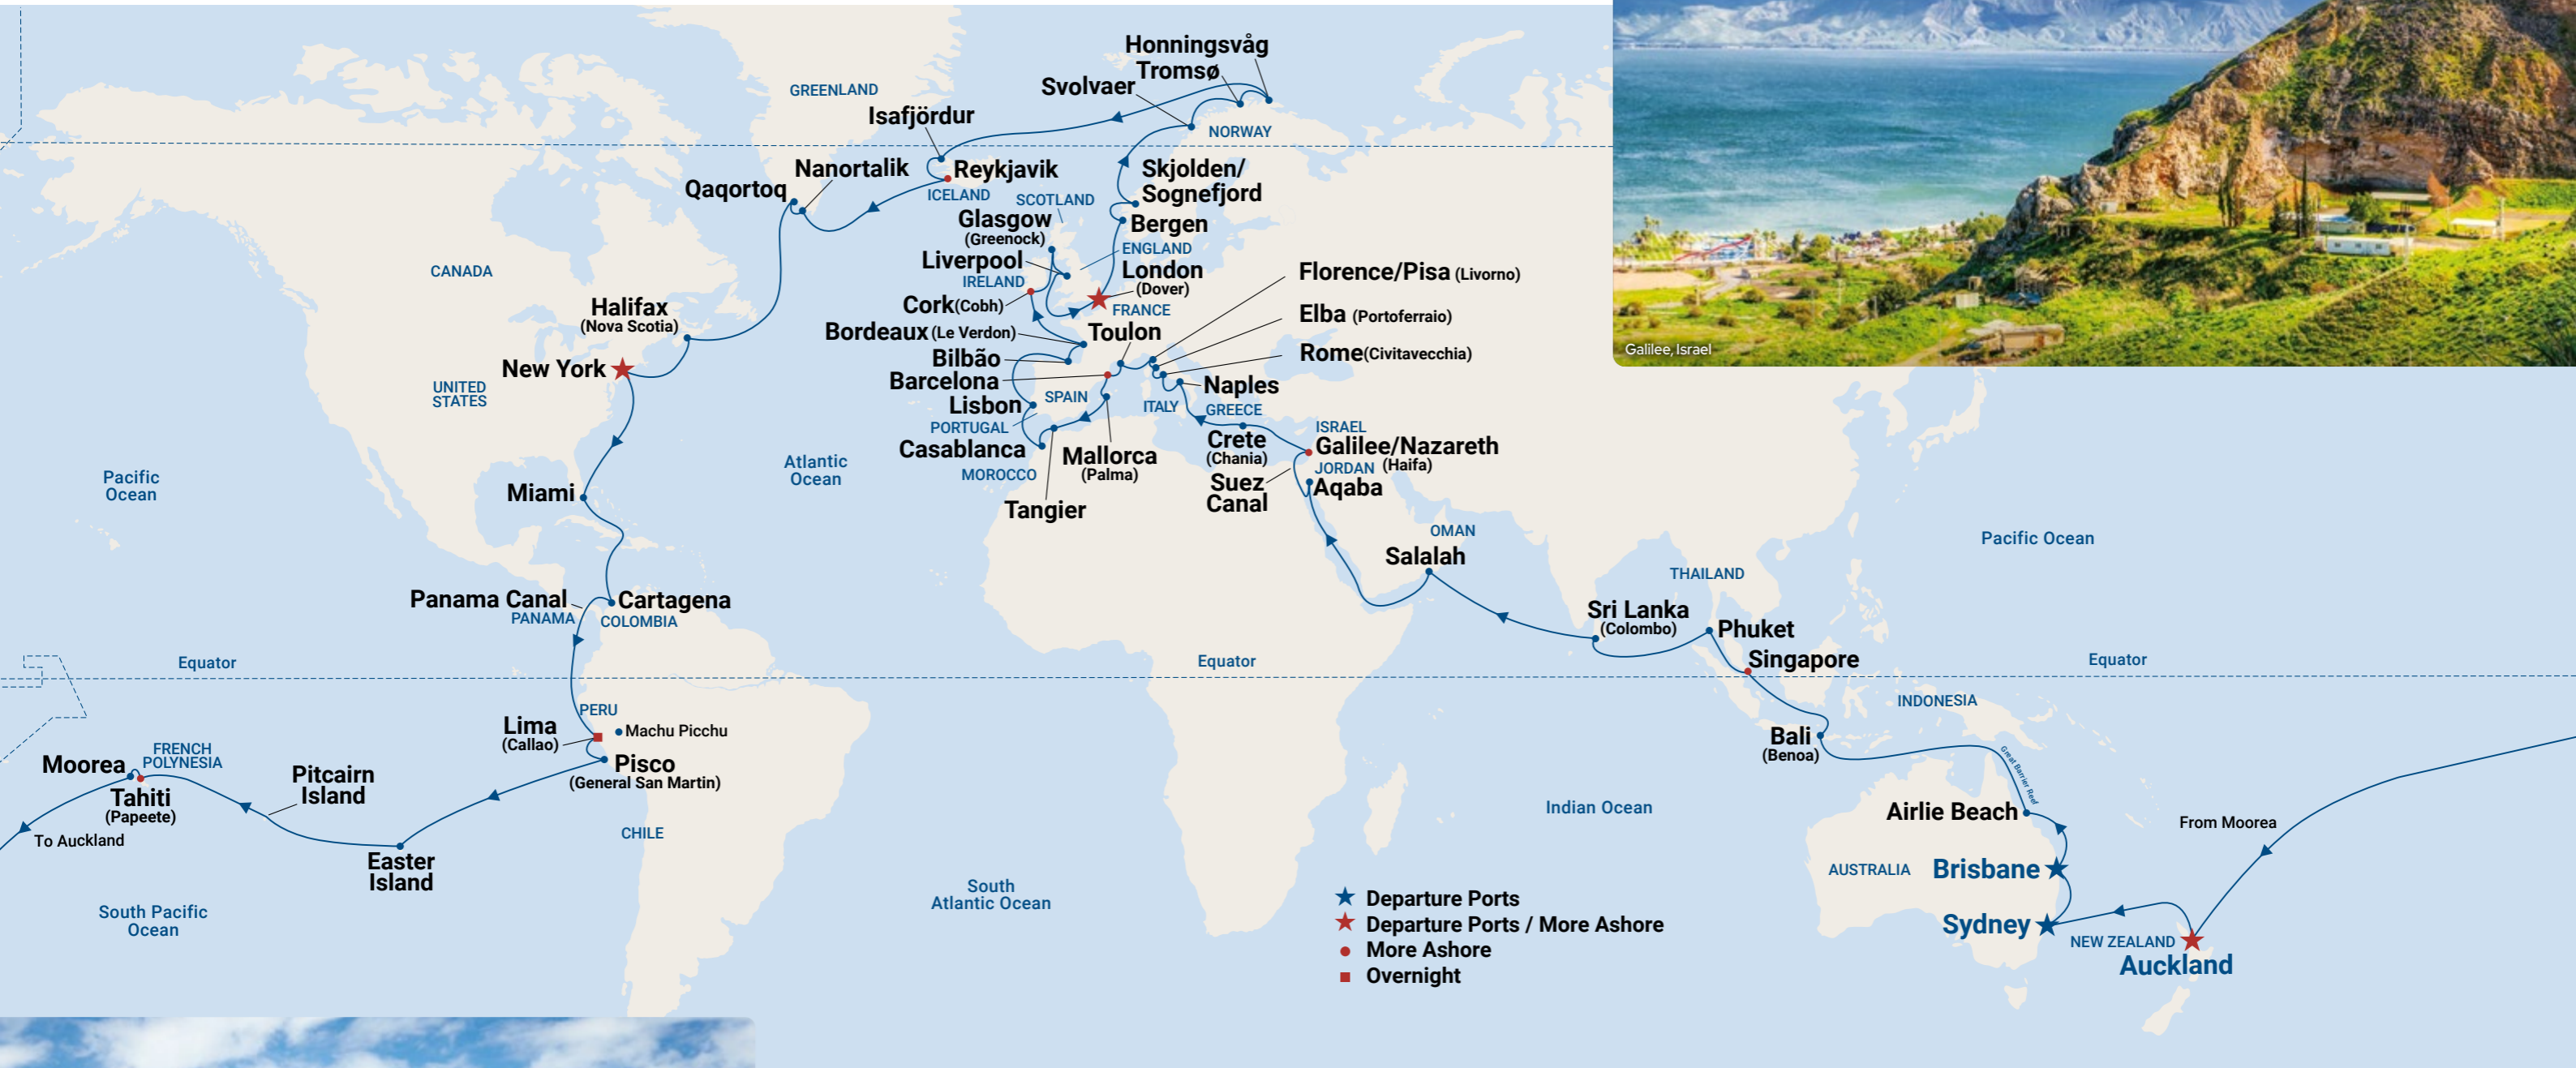 Honningsvåg
Tromsø
Svolvaer
GREENLAND
Isafjördur
NORWAY
Nanortalik
Reykjavik
Skjolden/
Sognefjord
Qaqortoq
ICELAND
SCOTLAND
Glasgow
(Greenock)
Bergen
ENGLAND
Liverpool
CANADA
IRELAND
London
(Dover)
Florence/Pisa (Livorno)
Cork(Cobh)
FRANCE
Halifax
(Nova Scotia)
Elba (Portoferraio)
Bordeaux (Le Verdon)
Toulon
Galilee, Israel
Bilbão
Rome(Civitavecchia)
New York
Barcelona
Naples
UNITED
STATES
SPAIN
Lisbon
ITALY
GREECE
PORTUGAL
ISRAEL
Crete
(Chania)
Galilee/Nazareth
(Haifa)
Casablanca
Mallorca
(Palma)
JORDAN
MOROCCO
Atlantic
Ocean
Pacific
Ocean
Suez
Canal
Aqaba
Miami
Tangier
OMAN
Pacific Ocean
Salalah
THAILAND
Panama Canal
PANAMA
Cartagena
COLOMBIA
Sri Lanka
(Colombo)
Phuket
Equator
Equator
Singapore
Equator
INDONESIA
PERU
Lima
(Callao)
Machu Picchu
Bali
(Benoa)
FRENCH
POLYNESIA
Moorea
Pisco
(General San Martin)
Great Barrier Reef
Pitcairn
Island
Tahiti
(Papeete)
Indian Ocean
Airlie Beach
From Moorea
To Auckland
CHILE
Easter
Island
AUSTRALIA
Brisbane
South
Atlantic Ocean
South Pacific
Ocean
Departure Ports
Departure Ports / More Ashore
More Ashore
Overnight
Sydney
NEW ZEALAND
Auckland